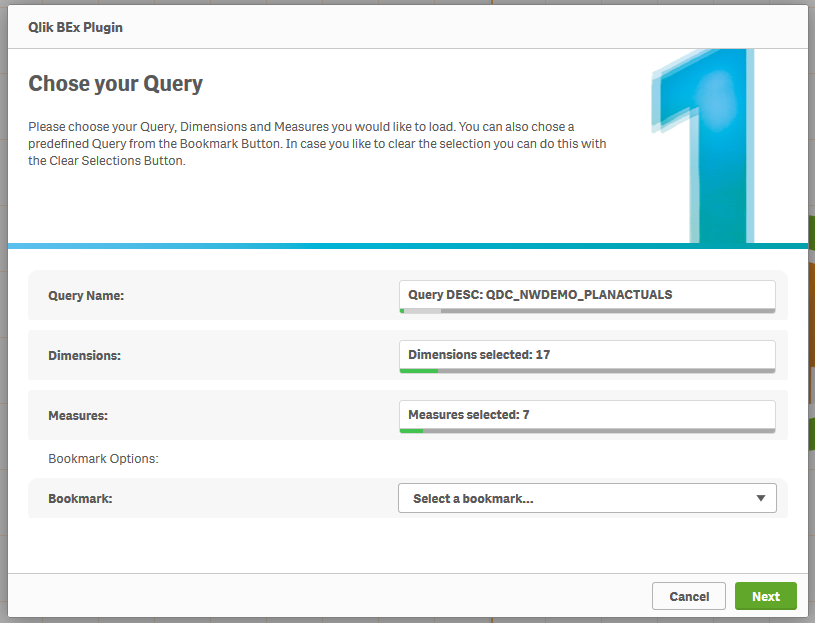 Qlik BEx Plugin
Chose your Query
1
Please choose your Query, Dimensions and Measures you would like to load. You can also chose a
predefined Query from the Bookmark Button. In case you like to clear the selection you can do this with
the Clear Selections Button.
Query Name:
Query DESC: QDC_NWDEMO_PLANACTUALS
Dimensions:
Dimensions selected: 17
Measures:
Measures selected: 7
Bookmark Options:
Bookmark:
Select a bookmark...
Cancel
Next